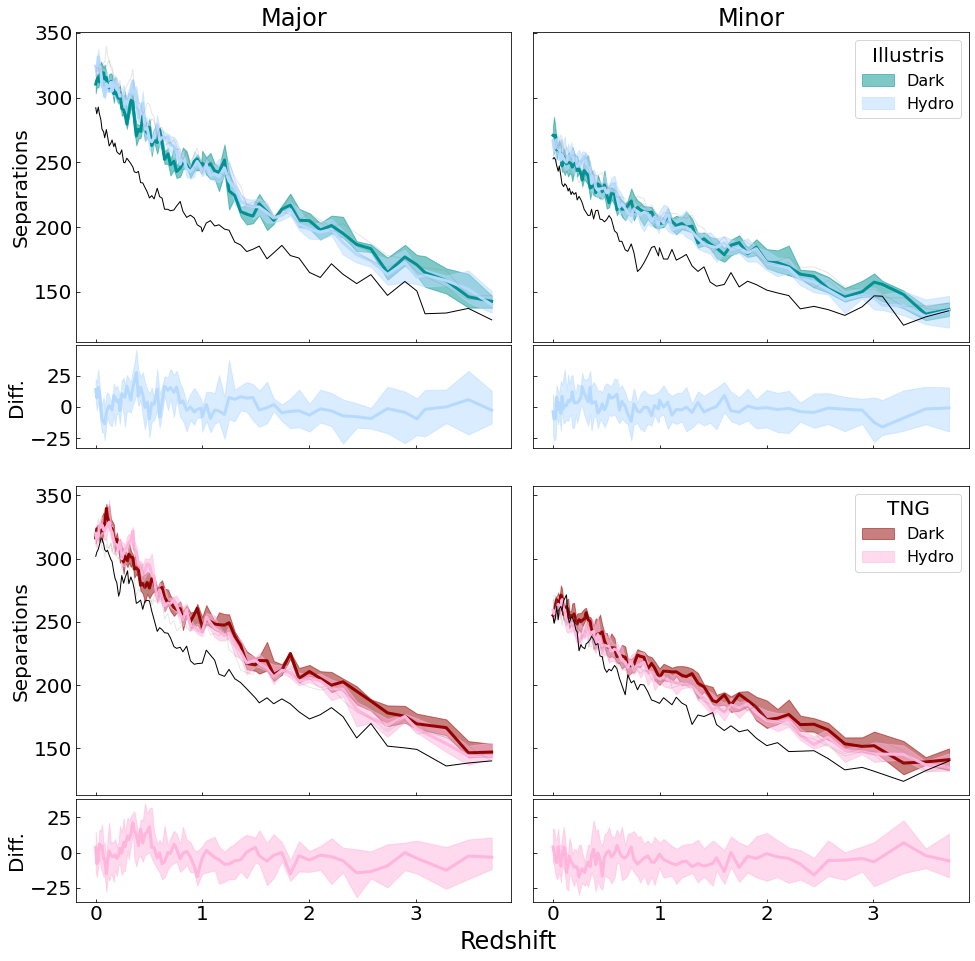 Major
Minor
350
300
250
200
150
Separations
Illustris
Dark
Hydro
25
0
−25
Diff.
350
300
250
200
150
Separations
TNG
Dark
Hydro
25
0
−25
Diff.
0 1 2 3
0 1 2 3
Redshift